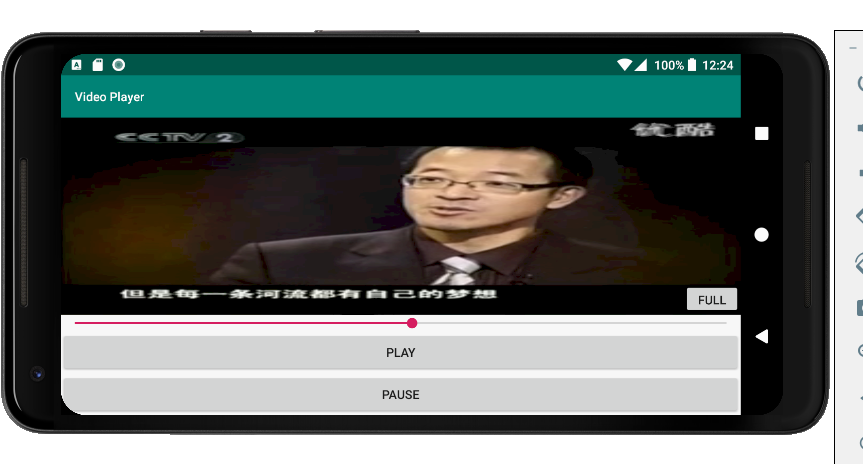 100% 12:24
Video Player
CCTV 2 优酷
但是每一条河流都有自己的梦想
FULL
PLAY
PAUSE